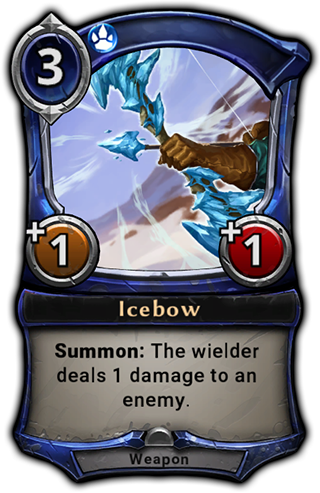 3
+1
+1
Icebow
Summon: The wielder
deals 1 damage to an
enemy.
Weapon